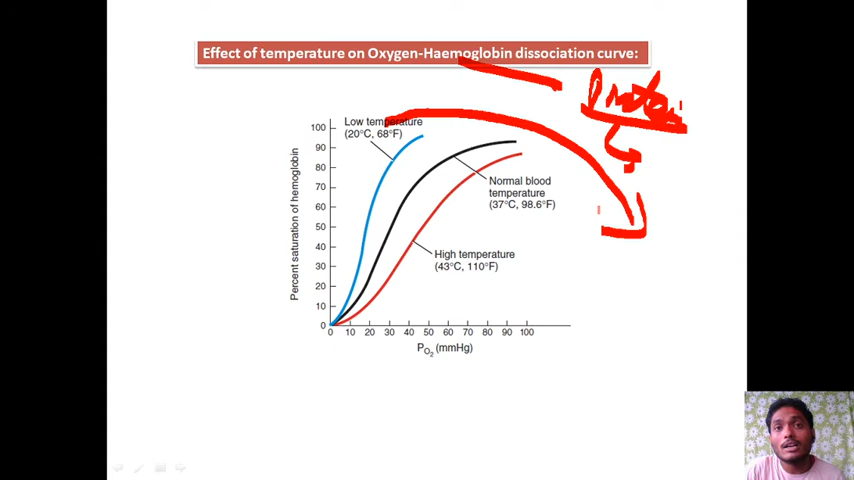 Effect of temperature on Oxygen-Haemoglobin dissociation curve:
Protein
Low temperature
(20°C, 68°F)
Normal blood
temperature
(37°C, 98.6°F)
High temperature
(43°C, 110°F)
Percent saturation of hemoglobin
100
90
80
70
60
50
40
30
20
10
0
0 10 20 30 40 50 60 70 80 90 100
PO2 (mmHg)